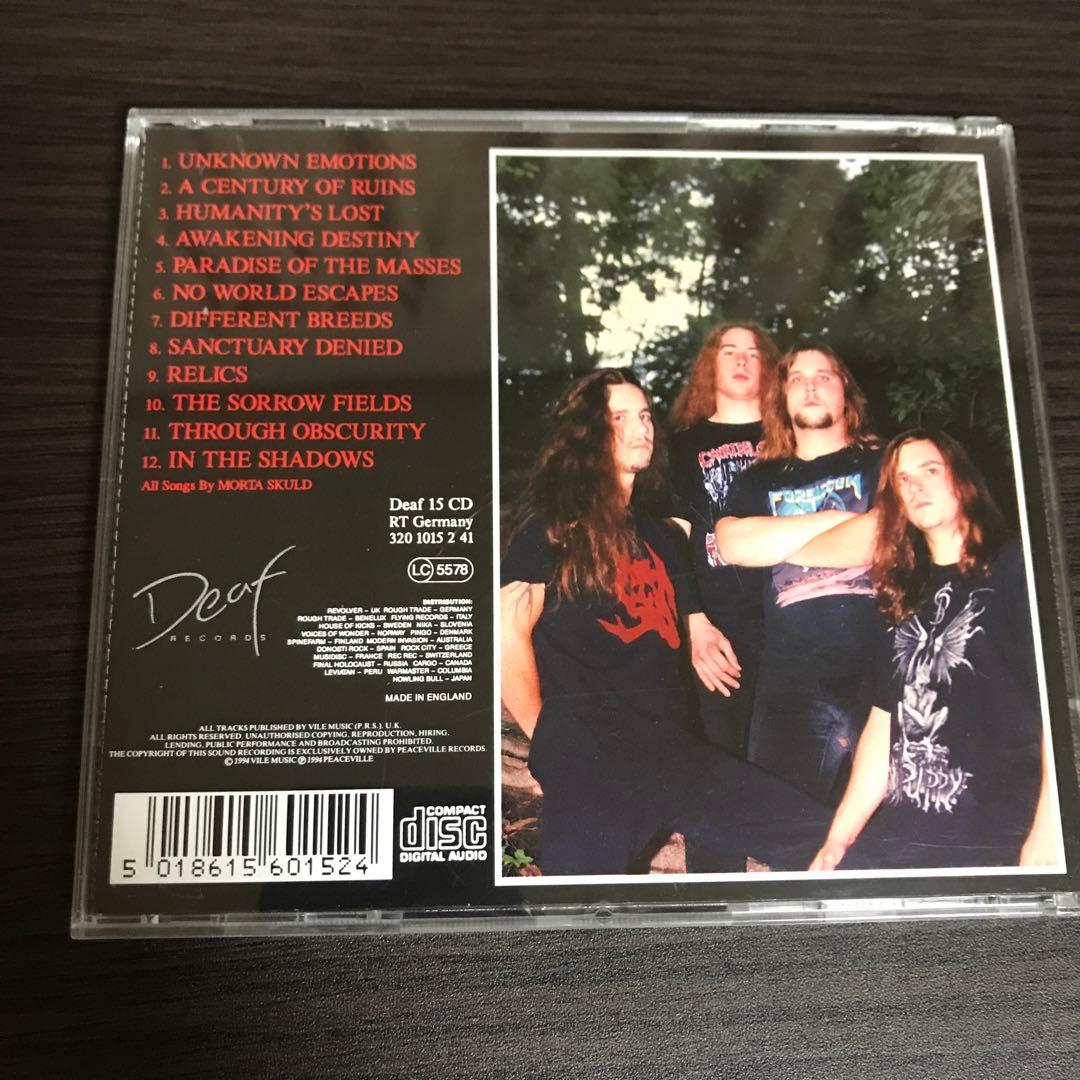 1. UNKNOWN EMOTIONS
2. A CENTURY OF RUINS
3. HUMANITY'S LOST
4. AWAKENING DESTINY
5. PARADISE OF THE MASSES
6. NO WORLD ESCAPES
7. DIFFERENT BREEDS
8. SANCTUARY DENIED
9. RELICS
10. THE SORROW FIELDS
11. THROUGH OBSCURITY
12. IN THE SHADOWS
All Songs By MORTA SKULD
Deaf 15 CD
RT Germany
320 1015 2 41
LC 5578
Deaf
RECORDS
DISTRIBUTION:
REVOLVER – UK ROUGH TRADE – GERMANY
ROUGH TRADE – BENELUX FLYING RECORDS – ITALY
HOUSE OF KICKS – SWEDEN NIKA – SLOVENIA
VOICES OF WONDER – NORWAY PINGO – DENMARK
SPINEFARM – FINLAND MODERN INVASION – AUSTRALIA
DONOSTI ROCK – SPAIN ROCK CITY – GREECE
MUSIDISC – FRANCE REC REC – SWITZERLAND
FINAL HOLOCAUST – RUSSIA CARGO – CANADA
LEVIATAN – PERU WARMASTER – COLUMBIA
HOWLING BULL – JAPAN
MADE IN ENGLAND
ALL TRACKS PUBLISHED BY VILE MUSIC (P.R.S.). U.K.
ALL RIGHTS RESERVED. UNAUTHORISED COPYING, REPRODUCTION, HIRING,
LENDING, PUBLIC PERFORMANCE AND BROADCASTING PROHIBITED.
THE COPYRIGHT OF THIS SOUND RECORDING IS EXCLUSIVELY OWNED BY PEACEVILLE RECORDS.
© 1994 VILE MUSIC ℗ 1994 PEACEVILLE
5 018615 601524
COMPACT
disc
DIGITAL AUDIO
FORBIDDEN